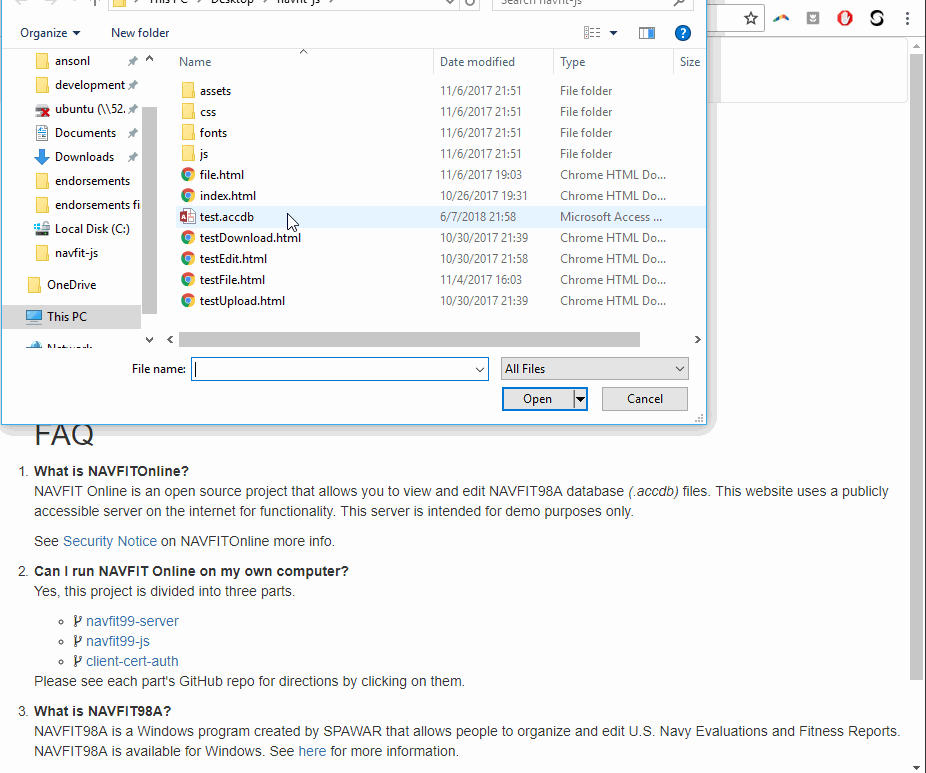 This PC > Desktop > navfit-js >
Search navfit-js
Organize
New folder
Name Date modified Type Size
ansonl
development
ubuntu (\\52.
Documents
Downloads
endorsements
endorsements fi
Local Disk (C:)
navfit-js
OneDrive
This PC
Network
assets 11/6/2017 21:51 File folder
css 11/6/2017 21:51 File folder
fonts 11/6/2017 21:51 File folder
js 11/6/2017 21:51 File folder
file.html 11/6/2017 19:03 Chrome HTML Do...
index.html 10/26/2017 19:31 Chrome HTML Do...
test.accdb 6/7/2018 21:58 Microsoft Access ...
testDownload.html 10/30/2017 21:39 Chrome HTML Do...
testEdit.html 10/30/2017 21:58 Chrome HTML Do...
testFile.html 11/4/2017 16:03 Chrome HTML Do...
testUpload.html 10/30/2017 21:39 Chrome HTML Do...
File name:
All Files
Open
Cancel
FAQ
1. What is NAVFITOnline?
NAVFIT Online is an open source project that allows you to view and edit NAVFIT98A database (.accdb) files. This website uses a publicly
accessible server on the internet for functionality. This server is intended for demo purposes only.
See Security Notice on NAVFITOnline more info.
2. Can I run NAVFIT Online on my own computer?
Yes, this project is divided into three parts.
navfit99-server
navfit99-js
client-cert-auth
Please see each part's GitHub repo for directions by clicking on them.
3. What is NAVFIT98A?
NAVFIT98A is a Windows program created by SPAWAR that allows people to organize and edit U.S. Navy Evaluations and Fitness Reports.
NAVFIT98A is available for Windows. See here for more information.